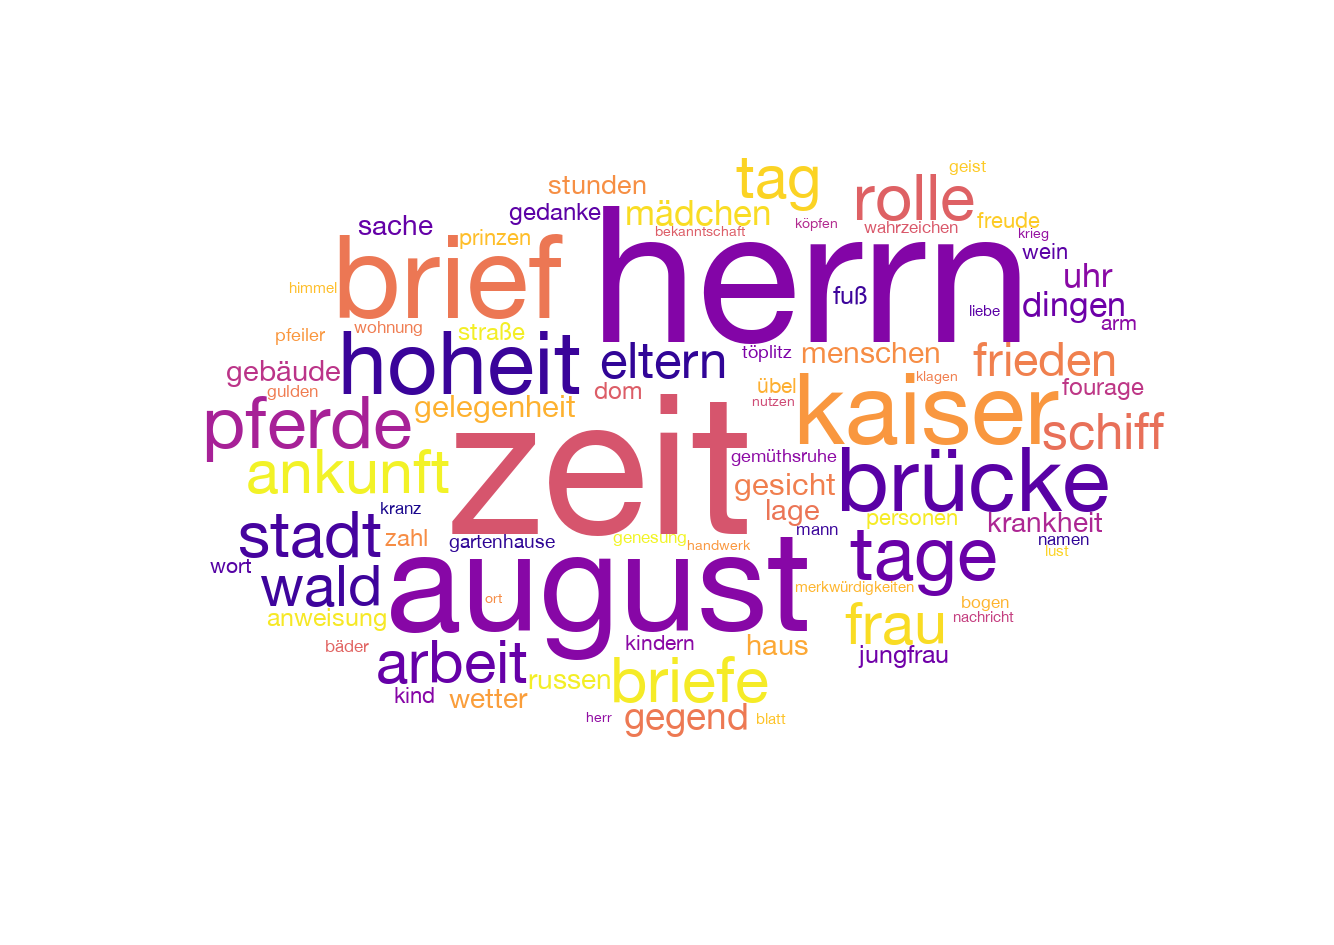 geist
tag
stunden
rolle
mädchen
gedanke
herrn
freude
köpfen
sache
wahrzeichen
bekanntschaft
krieg
prinzen
brief
wein
uhr
himmel
fuß
dingen
liebe
arm
wohnung
straße
pfeiler
töplitz
menschen
hoheit
eltern
frieden
gebäude
klagen
übel
fourage
gulden
dom
nutzen
kaiser
gelegenheit
pferde
schiff
zeit
gemüthsruhe
ankunft
gesicht
brücke
kranz
lage
personen
krankheit
mann
stadt
zahl
gartenhause
genesung
namen
handwerk
lust
tage
wort
wald
merkwürdigkeiten
august
ort
bogen
anweisung
nachricht
frau
bäder
kindern
haus
jungfrau
arbeit
russen
briefe
kind
wetter
herr
gegend
blatt